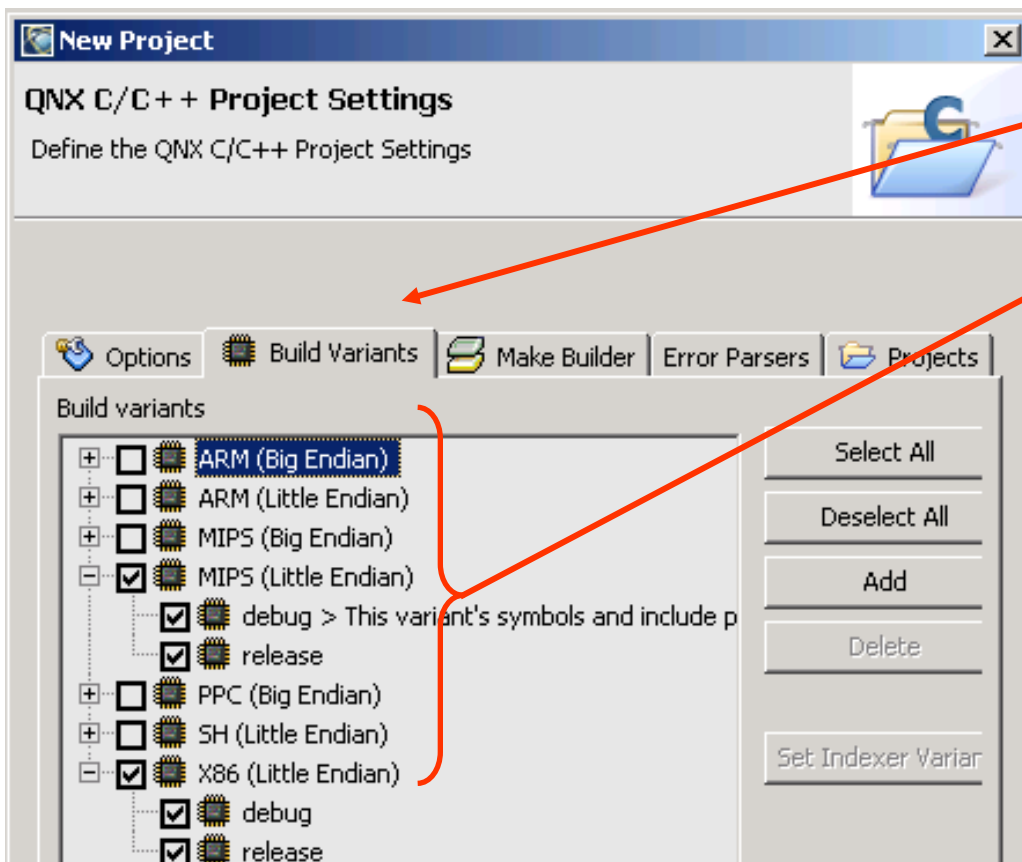 New Project
QNX C/C++ Project Settings
Define the QNX C/C++ Project Settings
Options Build Variants Make Builder Error Parsers Projects
Build variants
ARM (Big Endian)
ARM (Little Endian)
MIPS (Big Endian)
MIPS (Little Endian)
debug > This variant's symbols and include p
release
PPC (Big Endian)
SH (Little Endian)
X86 (Little Endian)
debug
release
Select All
Deselect All
Add
Delete
Set Indexer Variar